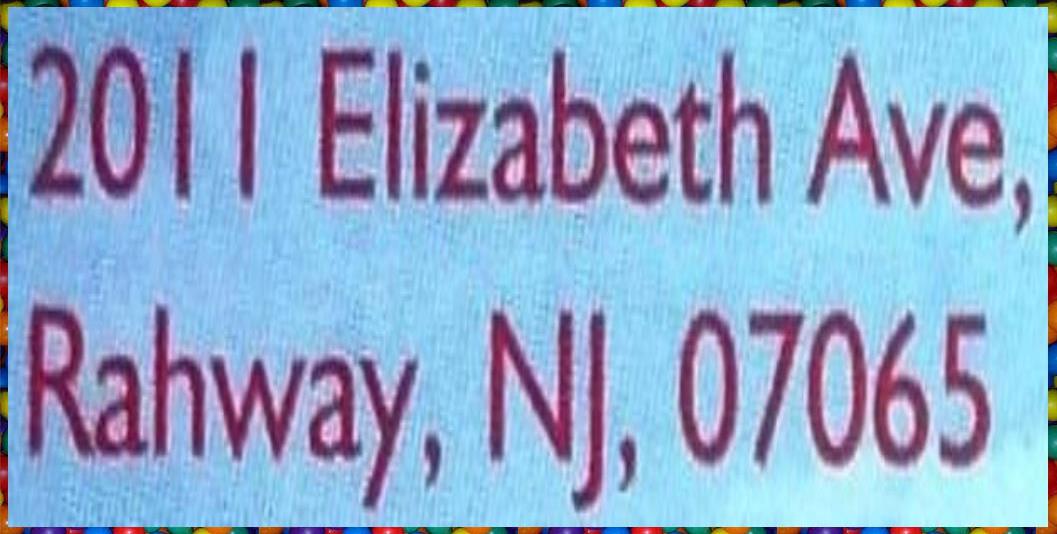 2011 Elizabeth Ave,
Rahway, NJ, 07065